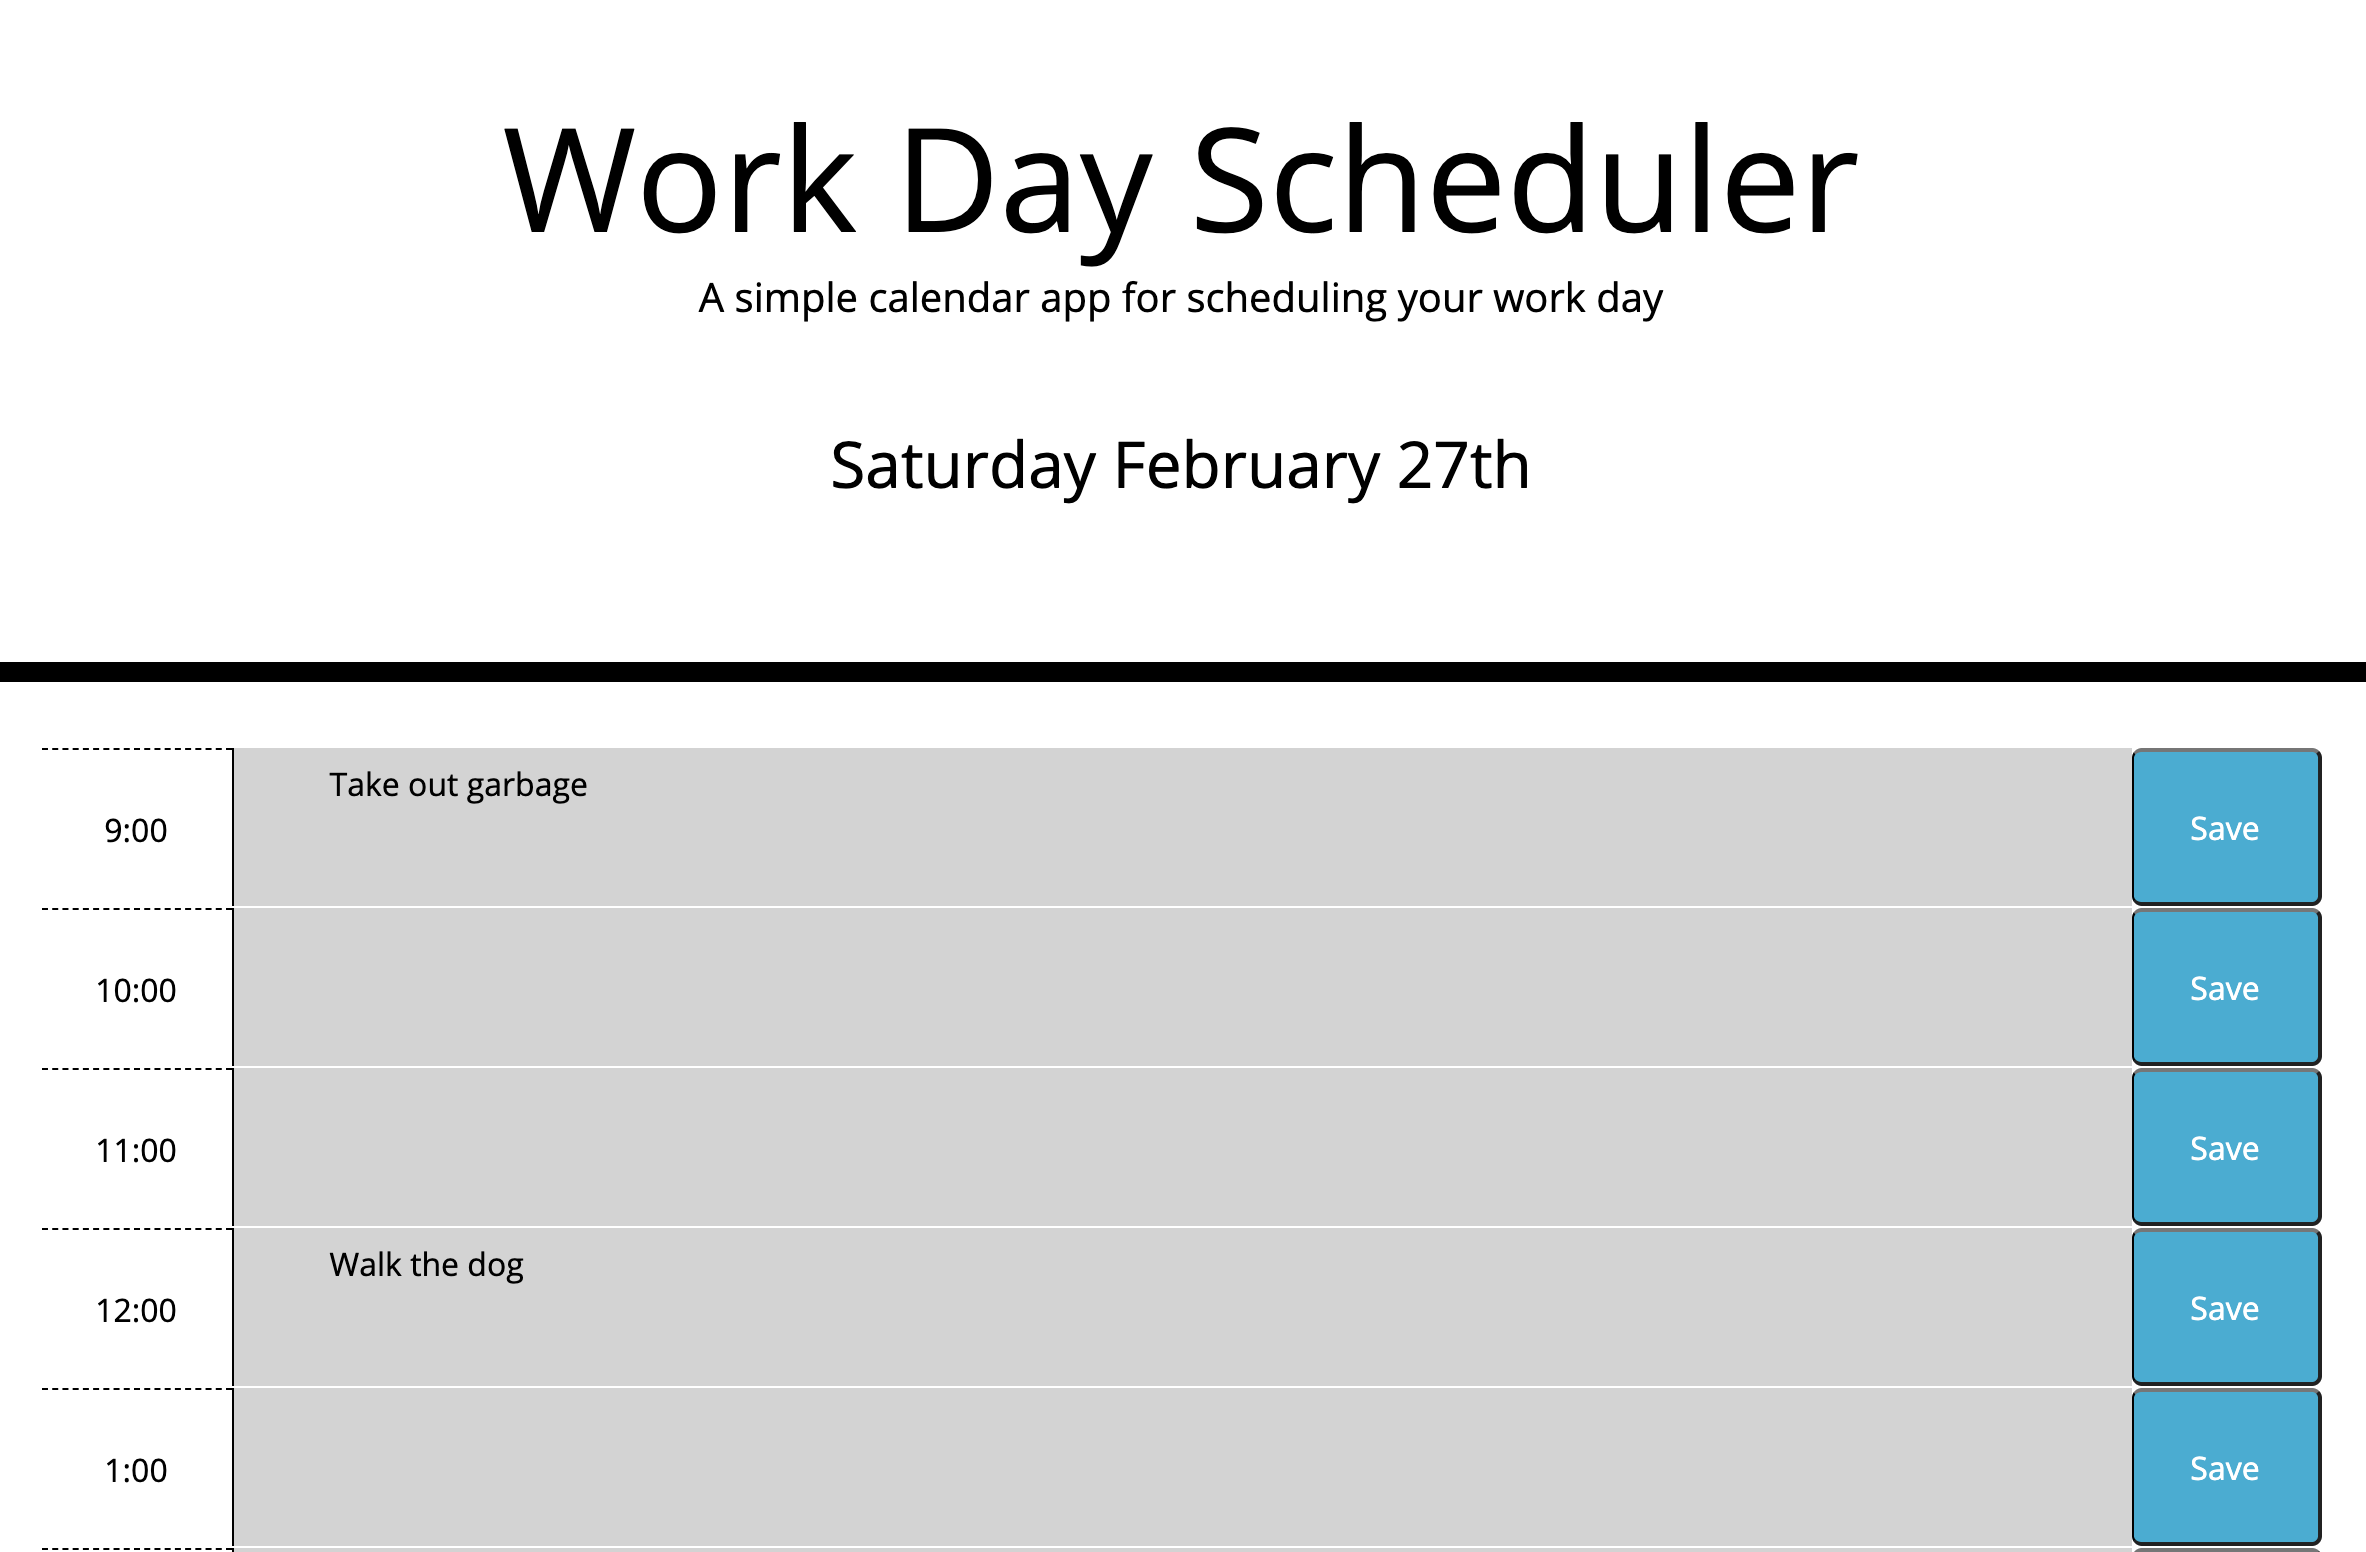 Work Day Scheduler
A simple calendar app for scheduling your work day
Saturday February 27th
Take out garbage
9:00
Save
10:00
Save
11:00
Save
Walk the dog
12:00
Save
1:00
Save